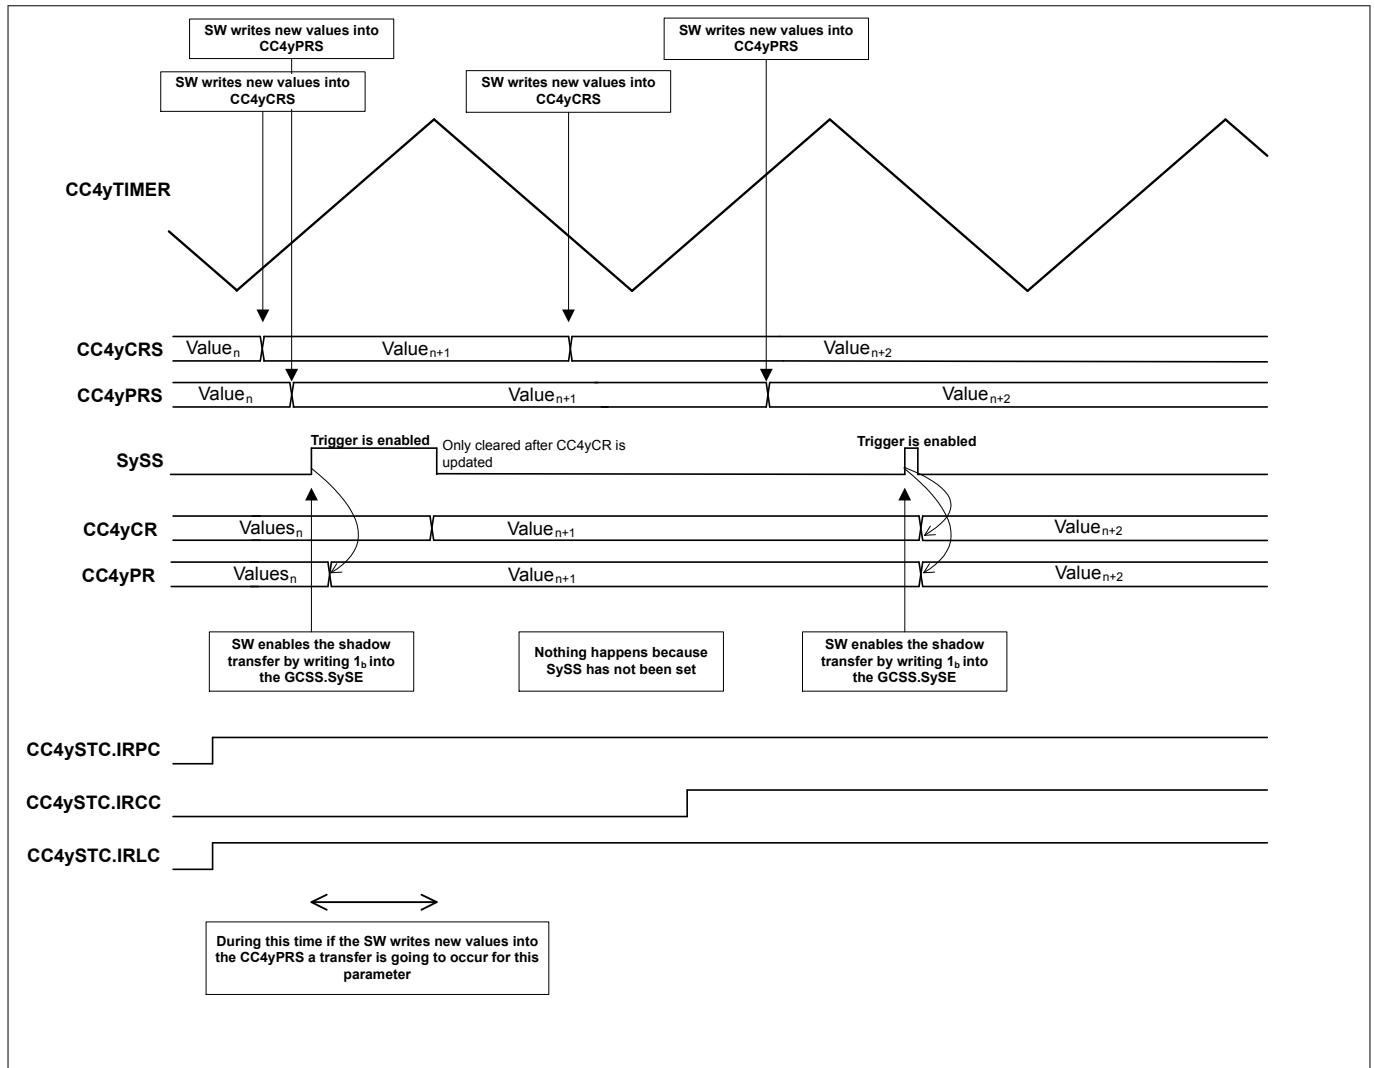 SW writes new values into
CC4yPRS
SW writes new values into
CC4yPRS
SW writes new values into
CC4yCRS
SW writes new values into
CC4yCRS
CC4yTIMER
CC4yCRS
Valueₙ
Valueₙ₊₁
Valueₙ₊₂
CC4yPRS
Valueₙ
Valueₙ₊₁
Valueₙ₊₂
SySS
Trigger is enabled
Only cleared after CC4yCR is
updated
Trigger is enabled
CC4yCR
Valuesₙ
Valueₙ₊₁
Valueₙ₊₂
CC4yPR
Valuesₙ
Valueₙ₊₁
Valueₙ₊₂
SW enables the shadow
transfer by writing 1b into
the GCSS.SySE
Nothing happens because
SySS has not been set
SW enables the shadow
transfer by writing 1b into
the GCSS.SySE
CC4ySTC.IRPC
CC4ySTC.IRCC
CC4ySTC.IRLC
During this time if the SW writes new values into
the CC4yPRS a transfer is going to occur for this
parameter